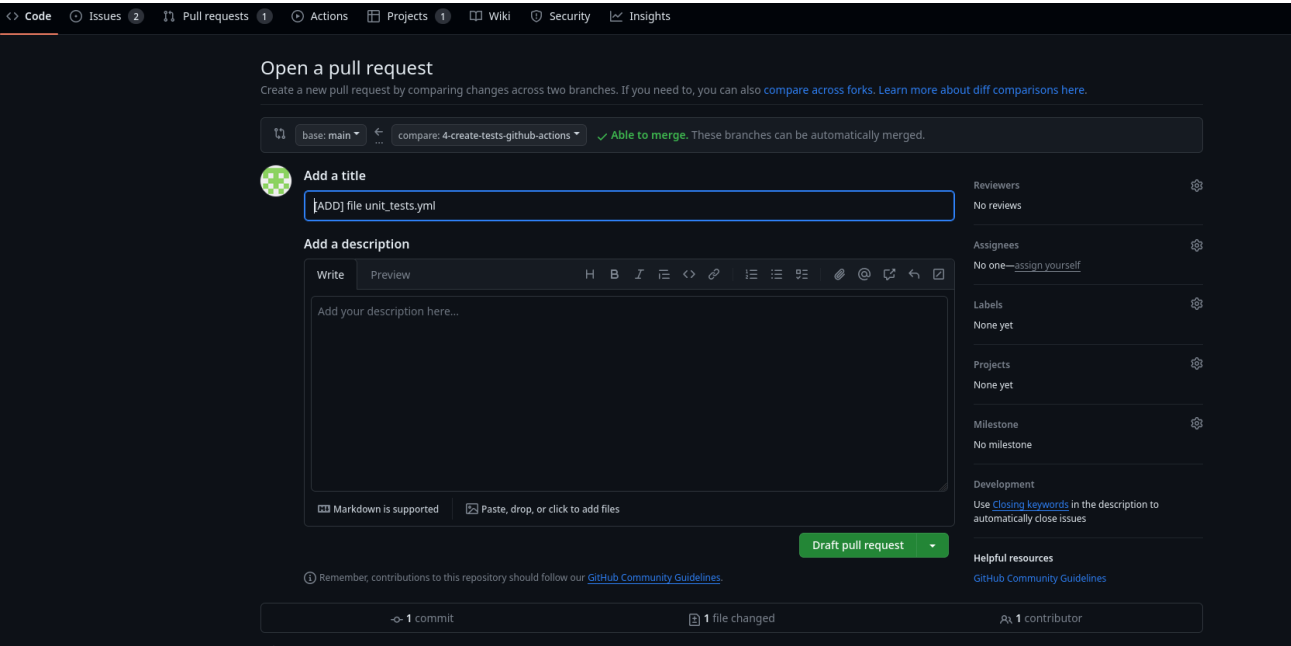 Code Issues 2 Pull requests 1 Actions Projects 1 Wiki Security Insights
Open a pull request
Create a new pull request by comparing changes across two branches. If you need to, you can also compare across forks. Learn more about diff comparisons here.
base: main compare: 4-create-tests-github-actions Able to merge. These branches can be automatically merged.
Add a title
[ADD] file unit_tests.yml
Add a description
Write Preview
Add your description here...
Markdown is supported Paste, drop, or click to add files
Draft pull request
Remember, contributions to this repository should follow our GitHub Community Guidelines.
Reviewers
No reviews
Assignees
No one—assign yourself
Labels
None yet
Projects
None yet
Milestone
No milestone
Development
Use Closing keywords in the description to
automatically close issues
Helpful resources
GitHub Community Guidelines
1 commit 1 file changed 1 contributor